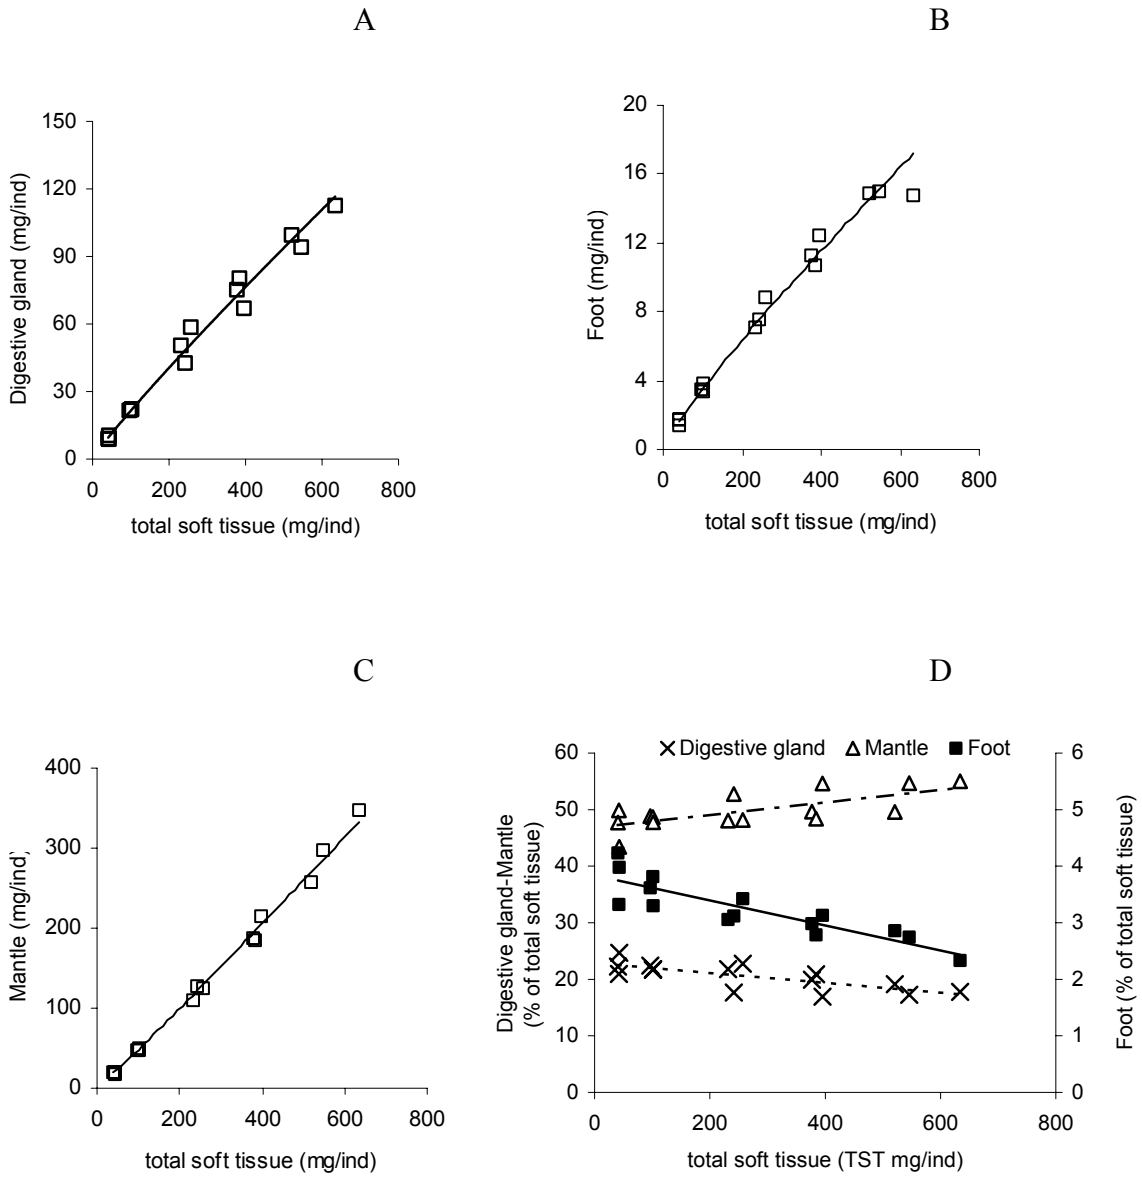 A
B
150
120
90
60
30
0
Digestive gland (mg/ind)
0 200 400 600 800
total soft tissue (mg/ind)
20
16
12
8
4
0
Foot (mg/ind)
0 200 400 600 800
total soft tissue (mg/ind)
C
D
400
300
200
100
0
Mantle (mg/ind)
0 200 400 600 800
total soft tissue (mg/ind)
Digestive gland Mantle Foot
60
50
40
30
20
10
0
Digestive gland-Mantle
(% of total soft tissue)
6
5
4
3
2
1
0
Foot (% of total soft tissue)
0 200 400 600 800
total soft tissue (TST mg/ind)